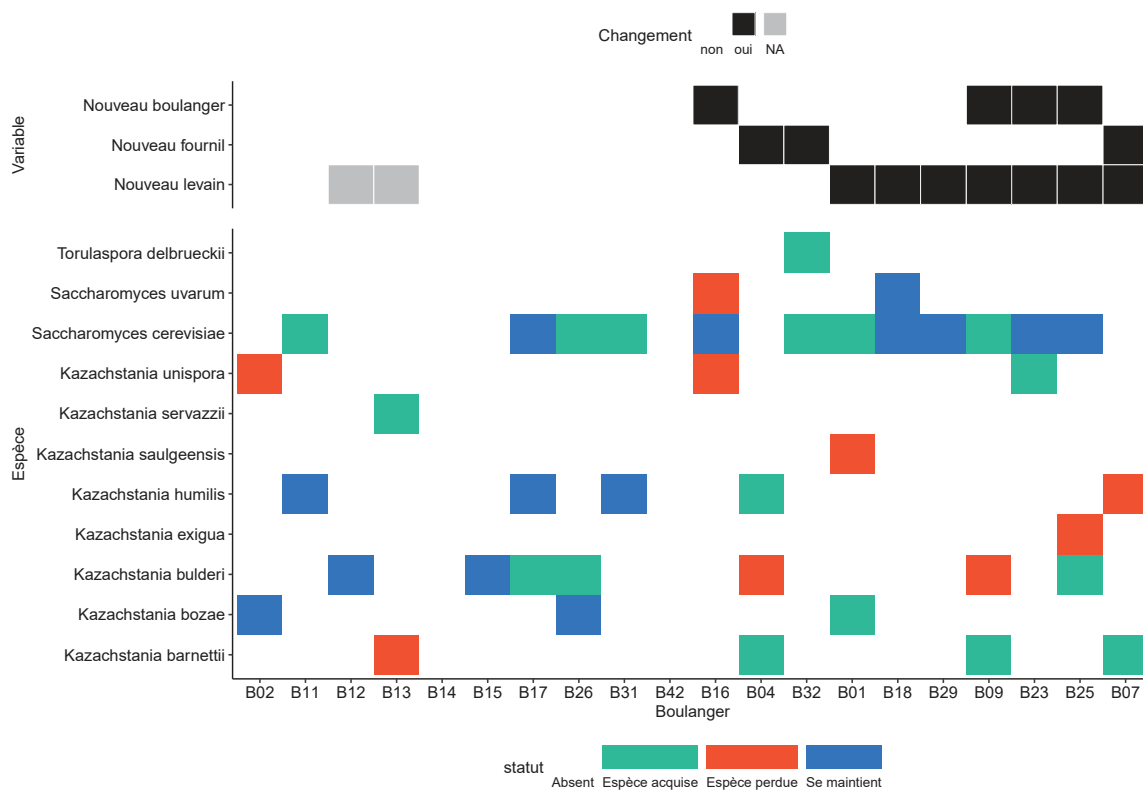 Changement
non oui NA
Variable
Nouveau boulanger
Nouveau fournil
Nouveau levain
Espèce
Torulaspora delbrueckii
Saccharomyces uvarum
Saccharomyces cerevisiae
Kazachstania unispora
Kazachstania servazzii
Kazachstania saulgeensis
Kazachstania humilis
Kazachstania exigua
Kazachstania bulderi
Kazachstania bozae
Kazachstania barnettii
B02 B11 B12 B13 B14 B15 B17 B26 B31 B42 B16 B04 B32 B01 B18 B29 B09 B23 B25 B07
Boulanger
statut
Absent Espèce acquise Espèce perdue Se maintient